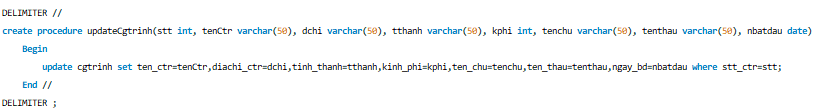 DELIMITER //
create procedure updateCgtrinh(stt int, tenCtr varchar(50), dchi varchar(50), tthanh varchar(50), kphi int, tenchu varchar(50), tenthau varchar(50), nbatdau date)
Begin
update cgtrinh set ten_ctr=tenCtr,diachi_ctr=dchi,tinh_thanh=tthanh,kinh_phi=kphi,ten_chu=tenchu,ten_thau=tenthau,ngay_bd=nbatdau where stt_ctr=stt;
End //
DELIMITER ;